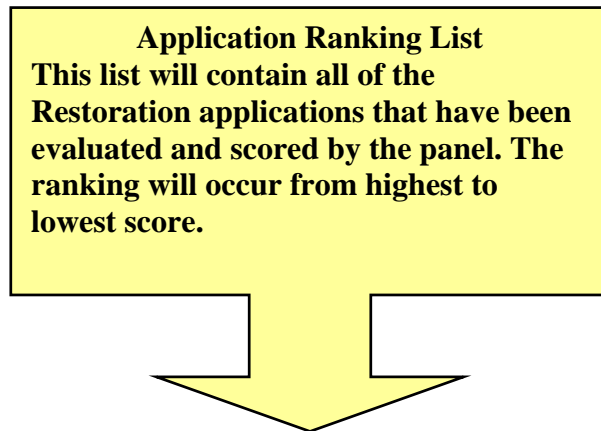 Application Ranking List
This list will contain all of the
Restoration applications that have been
evaluated and scored by the panel. The
ranking will occur from highest to
lowest score.